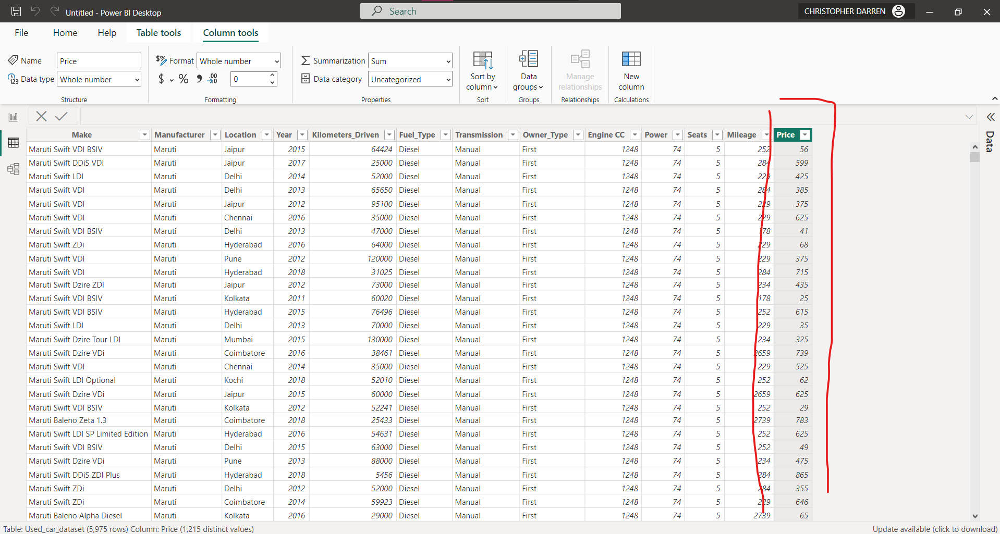 Untitled - Power BI Desktop
Search
CHRISTOPHER DARREN
File Home Help Table tools Column tools
Name Price
Data type Whole number
Structure
Format Whole number
$ % 0
Formatting
Summarization Sum
Data category Uncategorized
Properties
Sort by column
Sort
Data groups
Groups
Manage relationships
Relationships
New column
Calculations
Data
Make Manufacturer Location Year Kilometers_Driven Fuel_Type Transmission Owner_Type Engine CC Power Seats Mileage Price
Maruti Swift VDI BSIV Maruti Jaipur 2015 64424 Diesel Manual First 1248 74 5 252 56
Maruti Swift DDiS VDI Maruti Jaipur 2017 25000 Diesel Manual First 1248 74 5 284 599
Maruti Swift LDI Maruti Delhi 2014 52000 Diesel Manual First 1248 74 5 229 425
Maruti Swift VDI Maruti Delhi 2013 65650 Diesel Manual First 1248 74 5 284 385
Maruti Swift VDI Maruti Jaipur 2012 95100 Diesel Manual First 1248 74 5 229 375
Maruti Swift VDI Maruti Chennai 2016 35000 Diesel Manual First 1248 74 5 229 625
Maruti Swift VDI BSIV Maruti Delhi 2013 47000 Diesel Manual First 1248 74 5 178 41
Maruti Swift ZDi Maruti Hyderabad 2016 64000 Diesel Manual First 1248 74 5 229 68
Maruti Swift VDI Maruti Pune 2012 120000 Diesel Manual First 1248 74 5 229 375
Maruti Swift VDI Maruti Hyderabad 2018 31025 Diesel Manual First 1248 74 5 284 715
Maruti Swift Dzire ZDI Maruti Jaipur 2012 73000 Diesel Manual First 1248 74 5 234 435
Maruti Swift VDI BSIV Maruti Kolkata 2011 60020 Diesel Manual First 1248 74 5 178 25
Maruti Swift VDI BSIV Maruti Hyderabad 2015 76496 Diesel Manual First 1248 74 5 252 615
Maruti Swift LDI Maruti Delhi 2013 70000 Diesel Manual First 1248 74 5 229 35
Maruti Swift Dzire Tour LDI Maruti Mumbai 2015 130000 Diesel Manual First 1248 74 5 234 325
Maruti Swift Dzire VDi Maruti Coimbatore 2016 38461 Diesel Manual First 1248 74 5 2659 739
Maruti Swift VDI Maruti Chennai 2014 35000 Diesel Manual First 1248 74 5 229 525
Maruti Swift LDI Optional Maruti Kochi 2018 52010 Diesel Manual First 1248 74 5 252 62
Maruti Swift Dzire VDi Maruti Jaipur 2015 60000 Diesel Manual First 1248 74 5 2659 625
Maruti Swift VDI BSIV Maruti Kolkata 2012 52241 Diesel Manual First 1248 74 5 252 29
Maruti Baleno Zeta 1.3 Maruti Coimbatore 2018 25433 Diesel Manual First 1248 74 5 2739 783
Maruti Swift LDI SP Limited Edition Maruti Hyderabad 2016 54631 Diesel Manual First 1248 74 5 252 625
Maruti Swift VDI BSIV Maruti Delhi 2015 63000 Diesel Manual First 1248 74 5 252 49
Maruti Swift Dzire VDi Maruti Pune 2013 88000 Diesel Manual First 1248 74 5 234 475
Maruti Swift DDiS ZDI Plus Maruti Hyderabad 2018 5456 Diesel Manual First 1248 74 5 284 865
Maruti Swift ZDi Maruti Delhi 2012 52000 Diesel Manual First 1248 74 5 284 355
Maruti Swift ZDi Maruti Coimbatore 2014 59923 Diesel Manual First 1248 74 5 229 646
Maruti Baleno Alpha Diesel Maruti Kolkata 2016 29000 Diesel Manual First 1248 74 5 2739 65
Table: Used_car_dataset (5,975 rows) Column: Price (1,215 distinct values)
Update available (click to download)